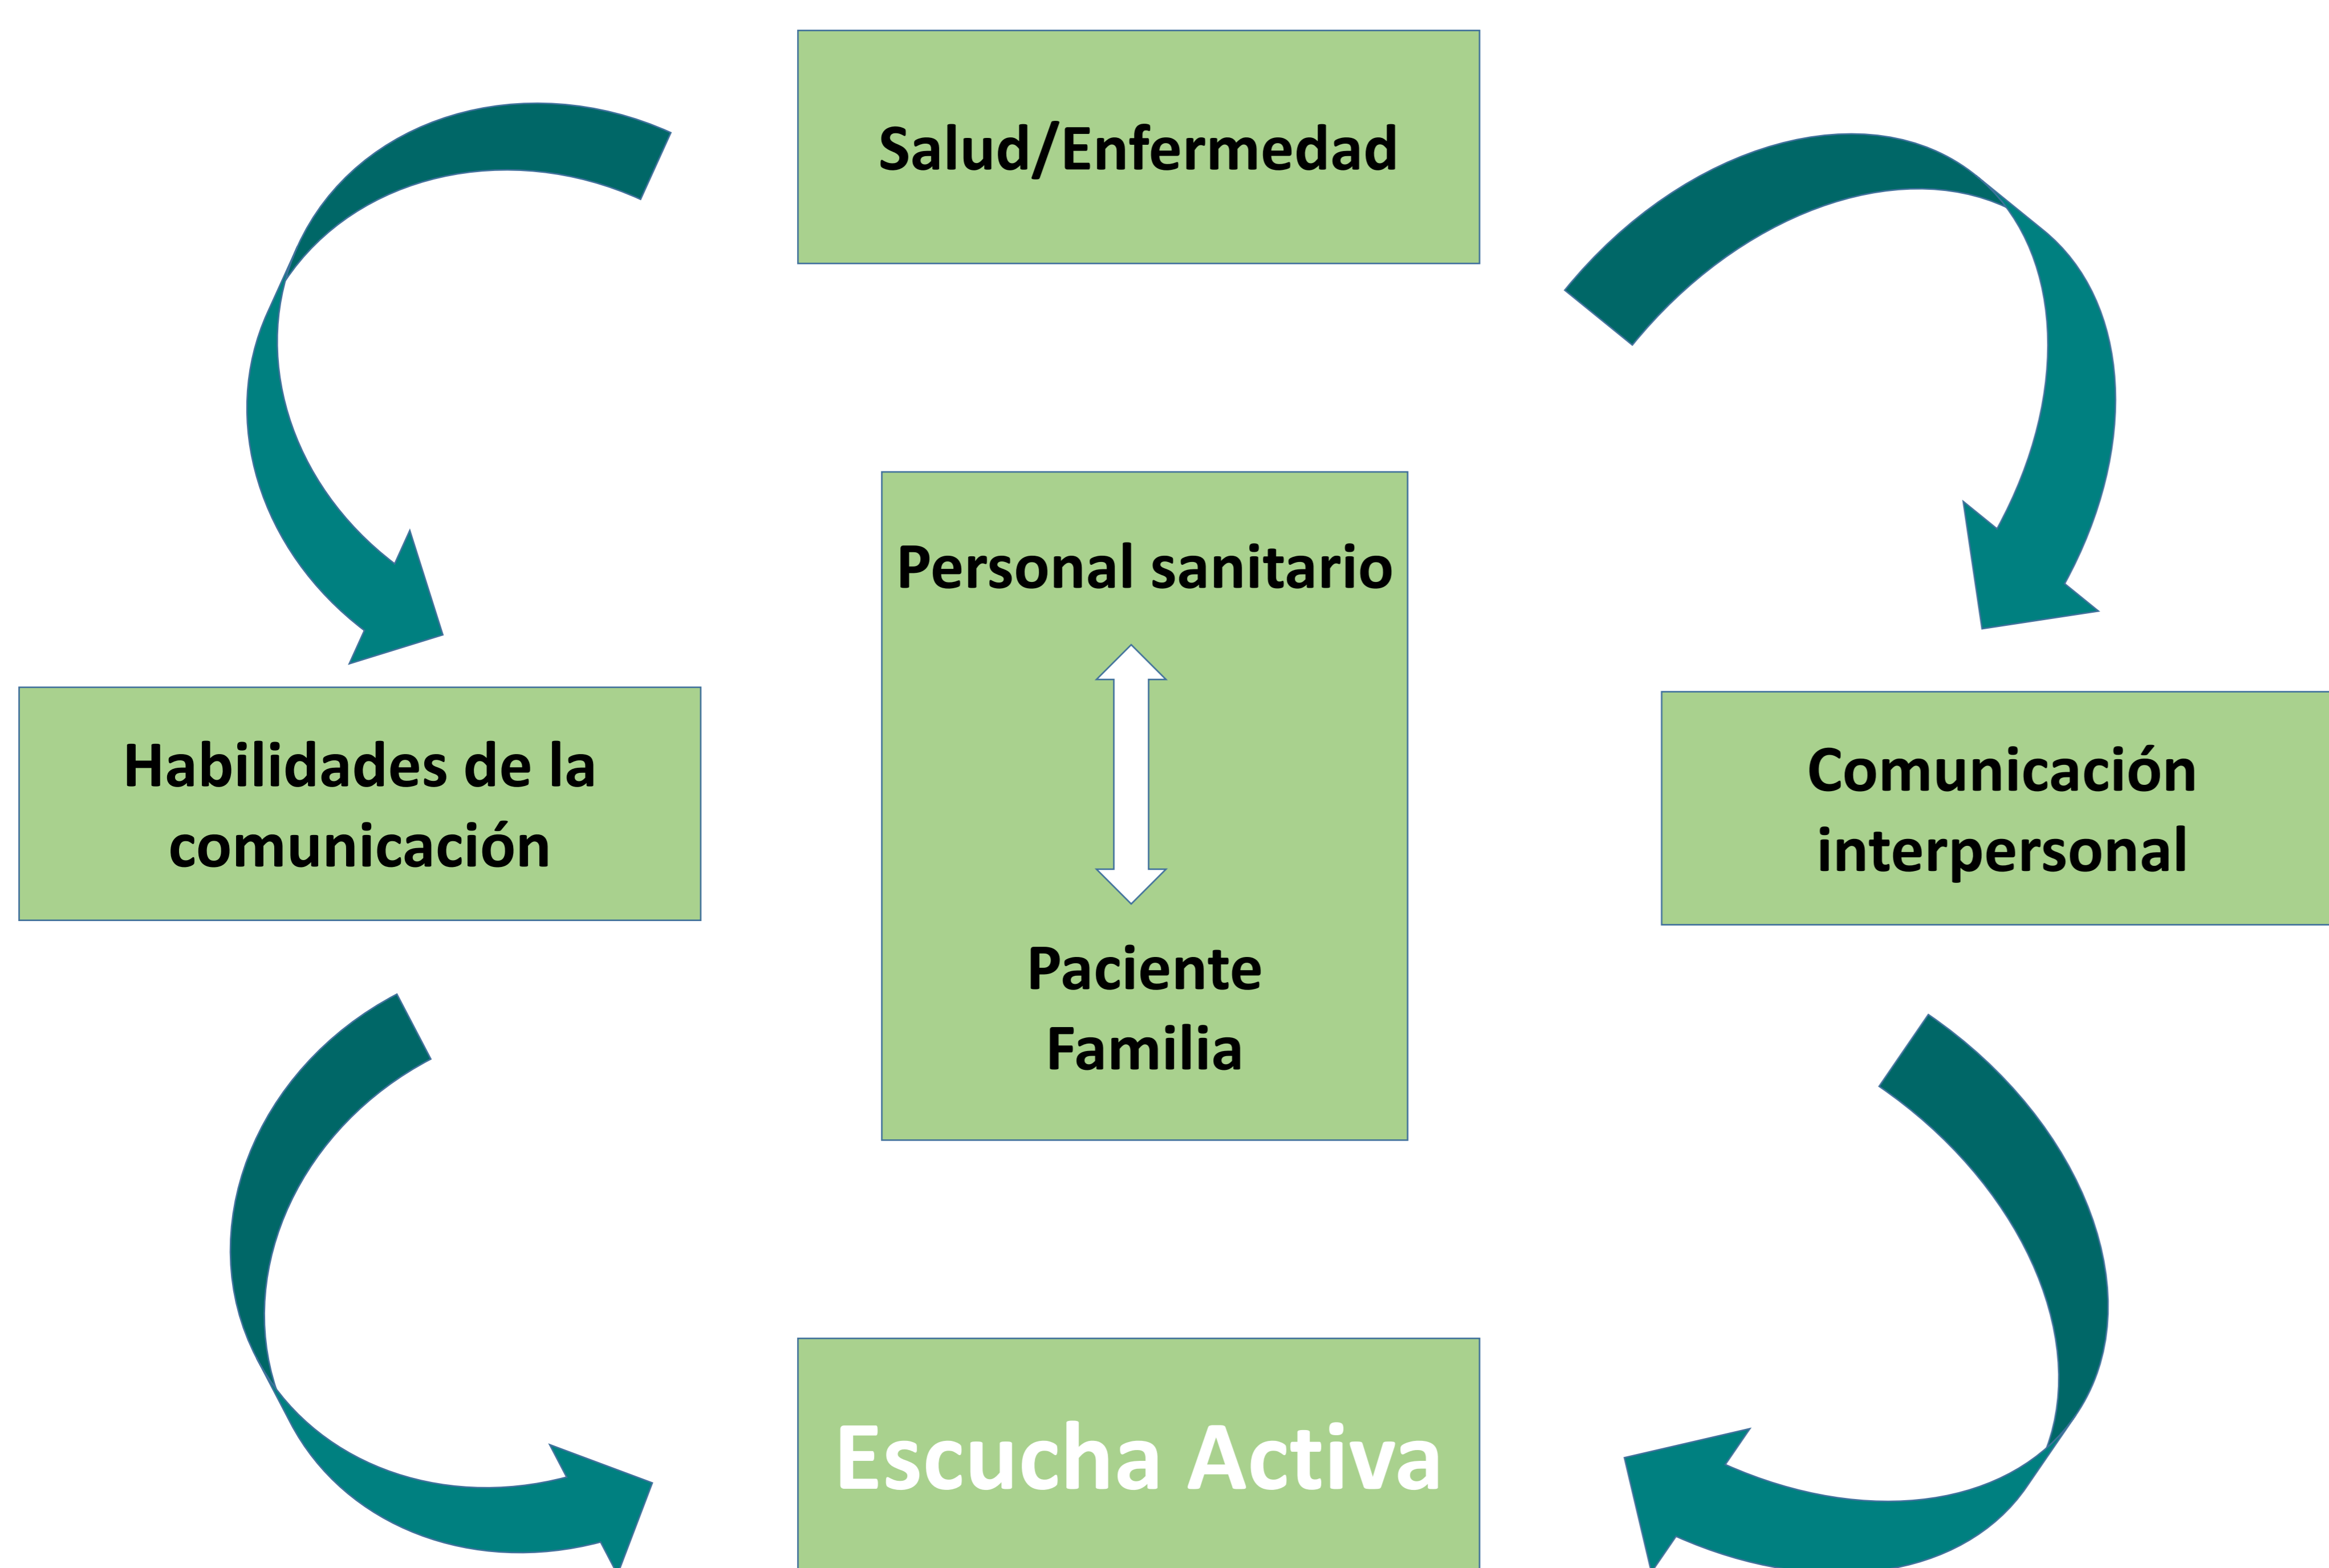 Salud/Enfermedad
Personal sanitario
Habilidades de la
comunicación
Comunicación
interpersonal
Paciente
Familia
Escucha Activa